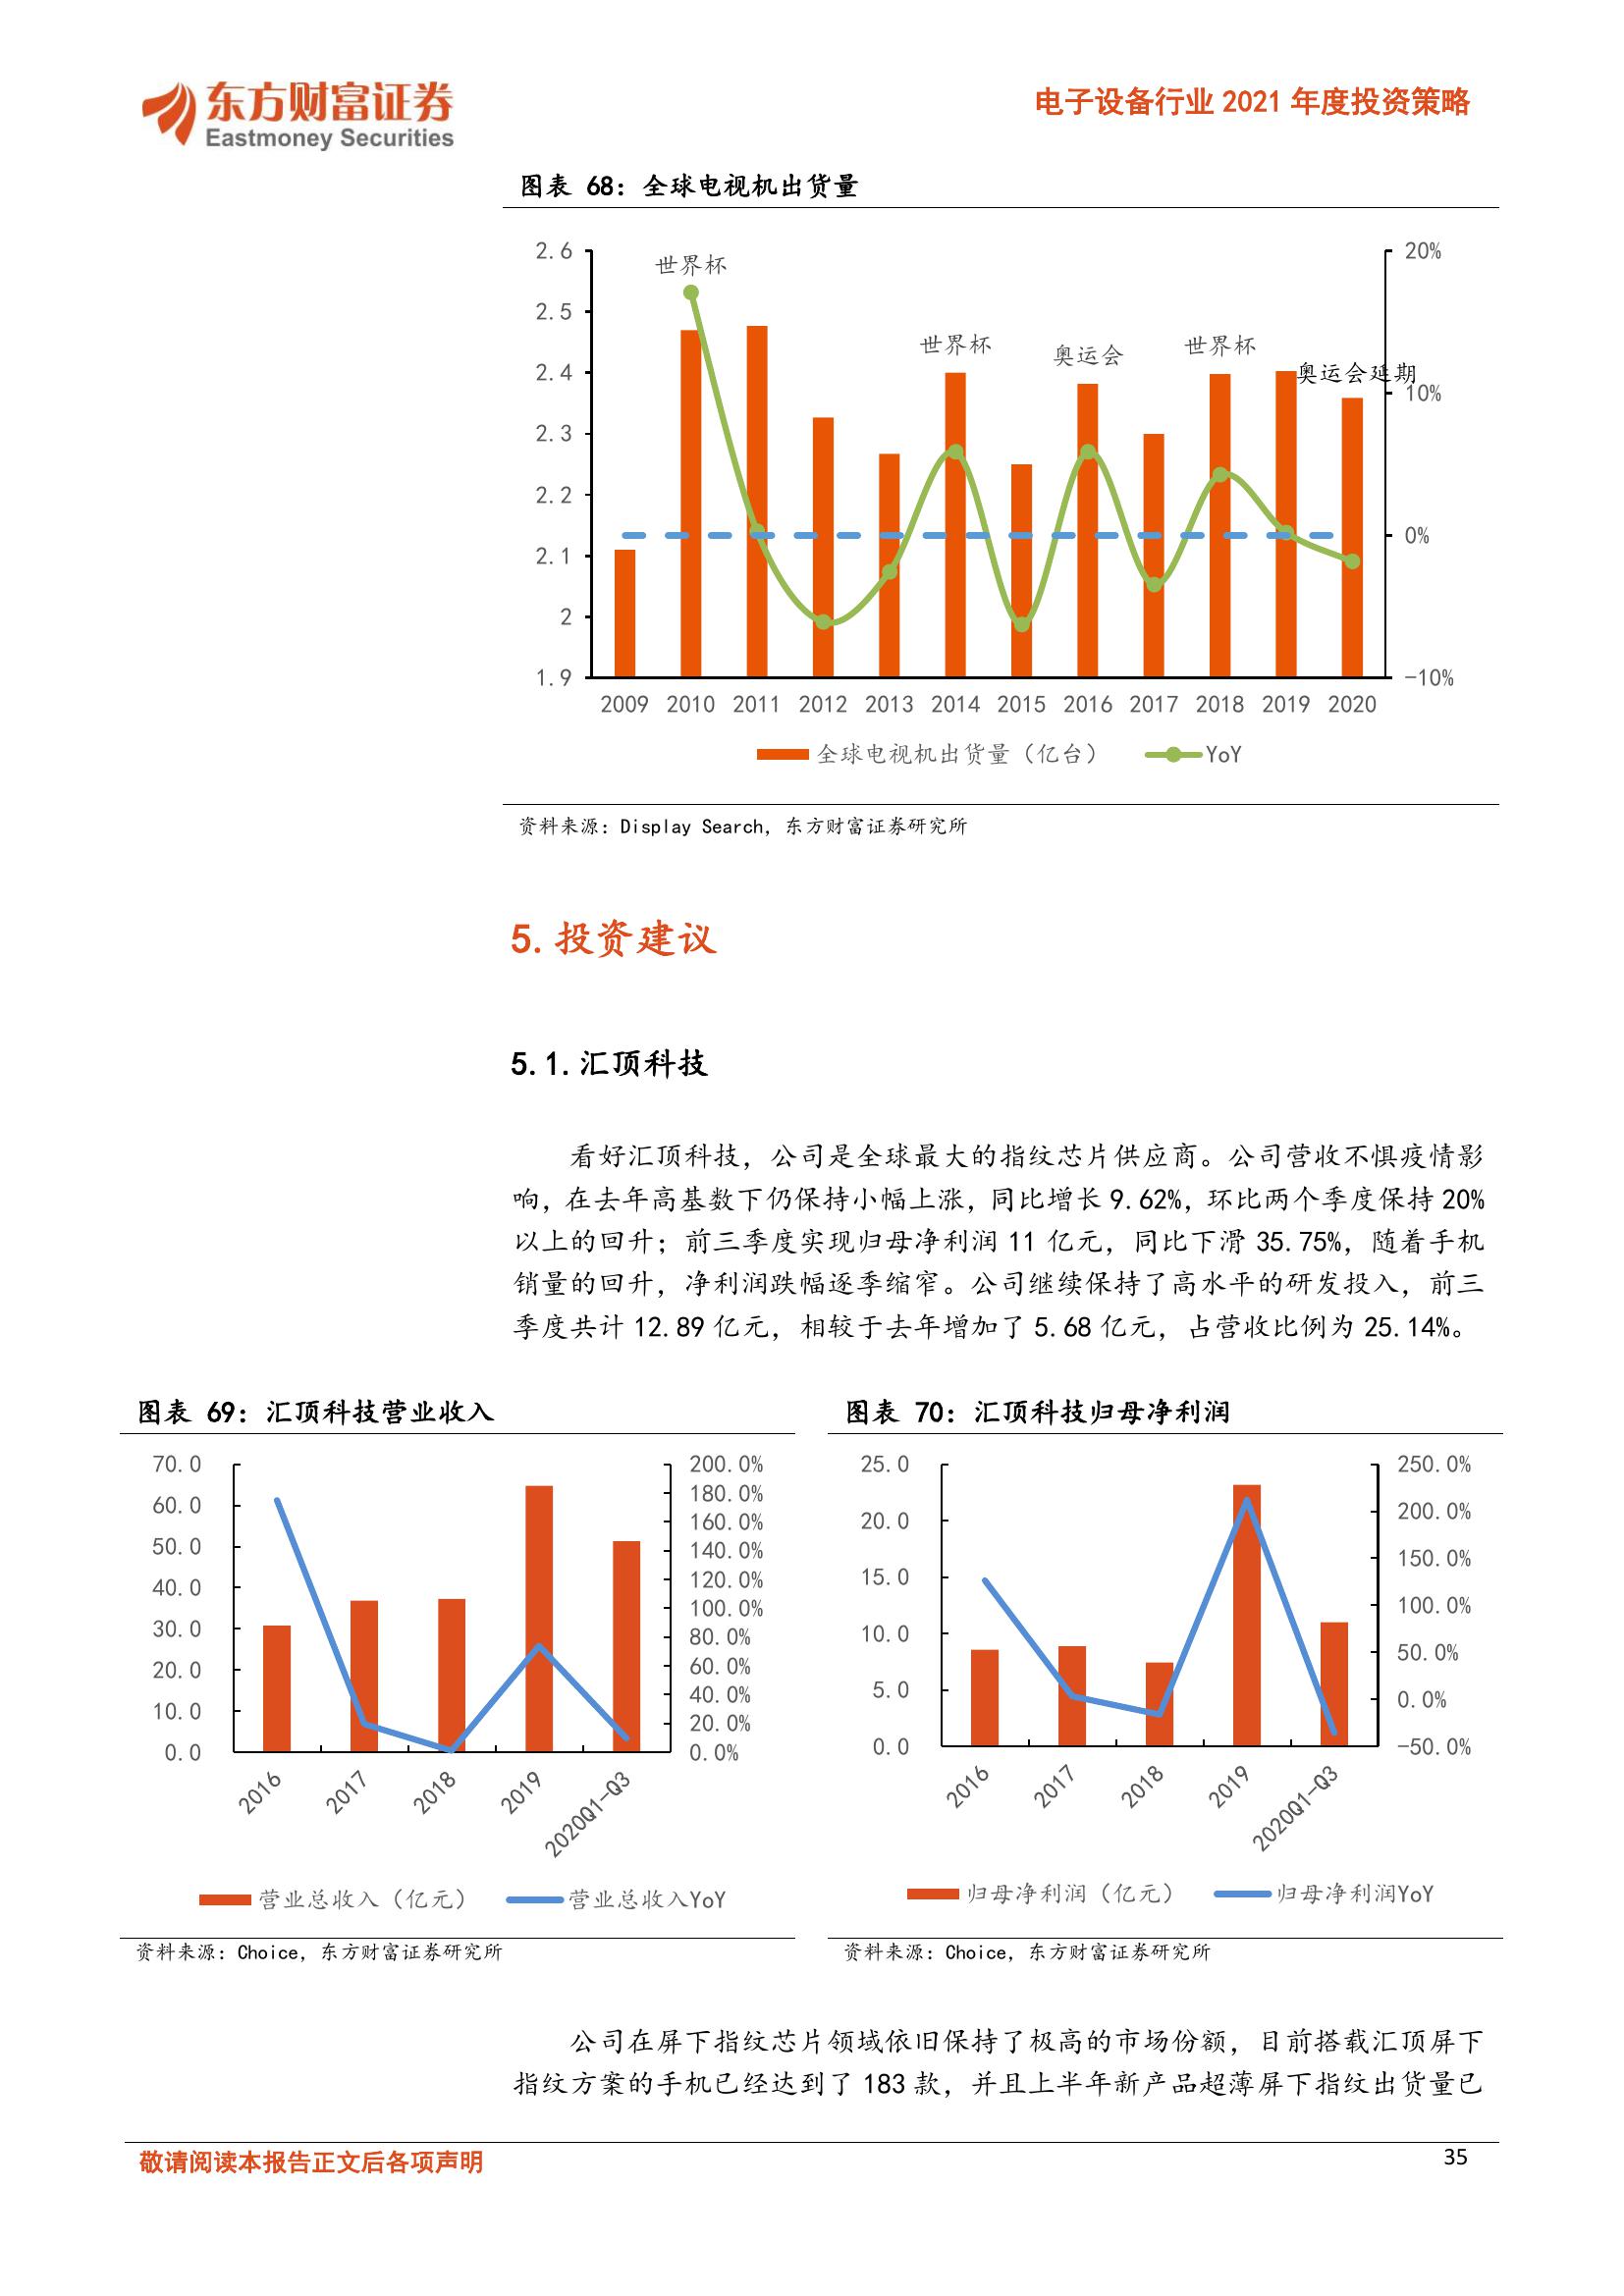 东方财富证券
Eastmoney Securities
电子设备行业 2021 年度投资策略
图表 68：全球电视机出货量
2.6
2.5
2.4
2.3
2.2
2.1
2
1.9
20%
10%
0%
-10%
世界杯
世界杯
奥运会
世界杯
奥运会延期
2009 2010 2011 2012 2013 2014 2015 2016 2017 2018 2019 2020
全球电视机出货量（亿台） YoY
资料来源：Display Search，东方财富证券研究所
5.投资建议
5.1.汇顶科技
看好汇顶科技，公司是全球最大的指纹芯片供应商。公司营收不惧疫情影
响，在去年高基数下仍保持小幅上涨，同比增长 9.62%，环比两个季度保持 20%
以上的回升；前三季度实现归母净利润 11 亿元，同比下滑 35.75%，随着手机
销量的回升，净利润跌幅逐季缩窄。公司继续保持了高水平的研发投入，前三
季度共计 12.89 亿元，相较于去年增加了 5.68 亿元，占营收比例为 25.14%。
图表 69：汇顶科技营业收入
70.0
60.0
50.0
40.0
30.0
20.0
10.0
0.0
200.0%
180.0%
160.0%
140.0%
120.0%
100.0%
80.0%
60.0%
40.0%
20.0%
0.0%
2016
2017
2018
2019
2020Q1-Q3
营业总收入（亿元） 营业总收入YoY
资料来源：Choice，东方财富证券研究所
图表 70：汇顶科技归母净利润
25.0
20.0
15.0
10.0
5.0
0.0
250.0%
200.0%
150.0%
100.0%
50.0%
0.0%
-50.0%
2016
2017
2018
2019
2020Q1-Q3
归母净利润（亿元） 归母净利润YoY
资料来源：Choice，东方财富证券研究所
公司在屏下指纹芯片领域依旧保持了极高的市场份额，目前搭载汇顶屏下
指纹方案的手机已经达到了 183 款，并且上半年新产品超薄屏下指纹出货量已
敬请阅读本报告正文后各项声明
35